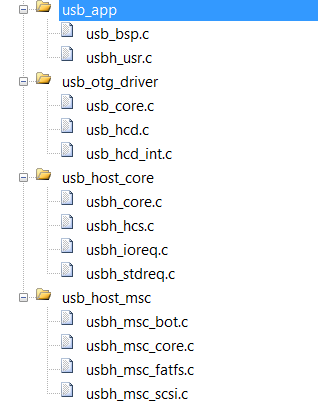 usb_app
usb_bsp.c
usbh_usr.c
usb_otg_driver
usb_core.c
usb_hcd.c
usb_hcd_int.c
usb_host_core
usbh_core.c
usbh_hcs.c
usbh_ioreq.c
usbh_stdreq.c
usb_host_msc
usbh_msc_bot.c
usbh_msc_core.c
usbh_msc_fatfs.c
usbh_msc_scsi.c